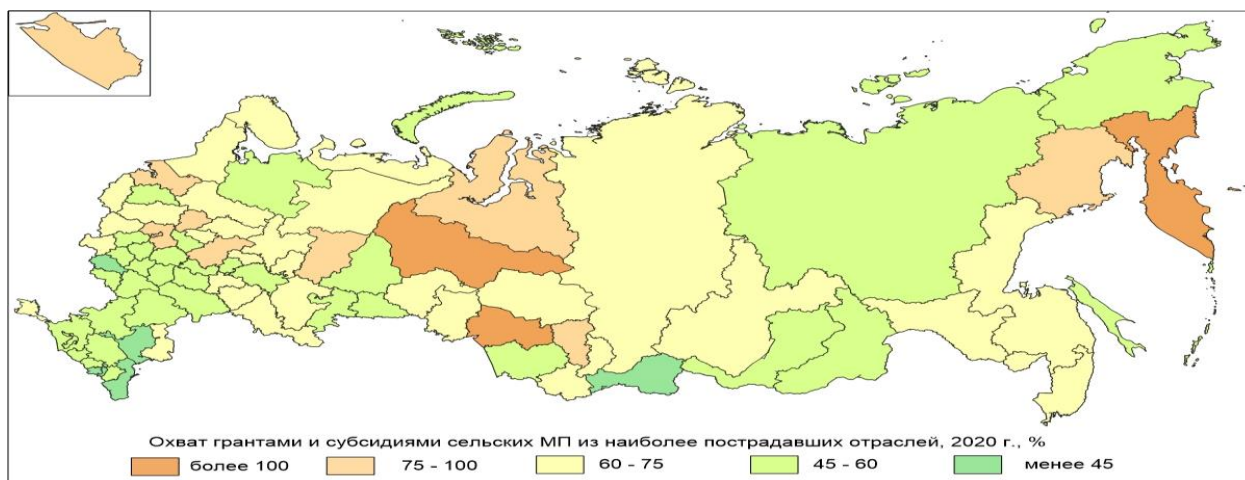 Охват грантами и субсидиями сельских МП из наиболее пострадавших отраслей, 2020 г., %
более 100 75 - 100 60 - 75 45 - 60 менее 45